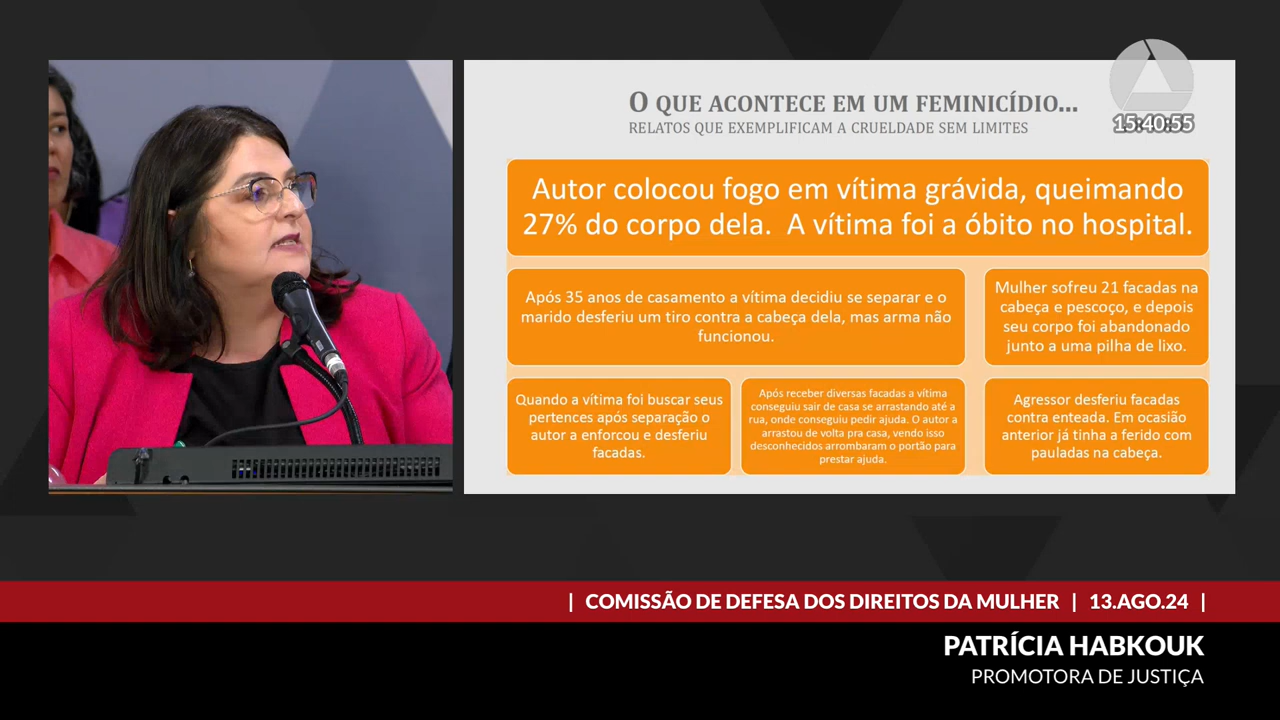 O QUE ACONTECE EM UM FEMINICÍDIO...
RELATOS QUE EXEMPLIFICAM A CRUELDADE SEM LIMITES
15:40:55
Autor colocou fogo em vítima grávida, queimando
27% do corpo dela.  A vítima foi a óbito no hospital.
Após 35 anos de casamento a vítima decidiu se separar e o
marido desferiu um tiro contra a cabeça dela, mas arma não
funcionou.
Mulher sofreu 21 facadas na
cabeça e pescoço, e depois
seu corpo foi abandonado
junto a uma pilha de lixo.
Quando a vítima foi buscar seus
pertences após separação o
autor a enforcou e desferiu
facadas.
Após receber diversas facadas a vítima
conseguiu sair de casa se arrastando até a
rua, onde conseguiu pedir ajuda. O autor a
arrastou de volta pra casa, vendo isso
desconhecidos arrombaram o portão para
prestar ajuda.
Agressor desferiu facadas
contra enteada. Em ocasião
anterior já tinha a ferido com
pauladas na cabeça.
| COMISSÃO DE DEFESA DOS DIREITOS DA MULHER | 13.AGO.24 |
PATRÍCIA HABKOUK
PROMOTORA DE JUSTIÇA